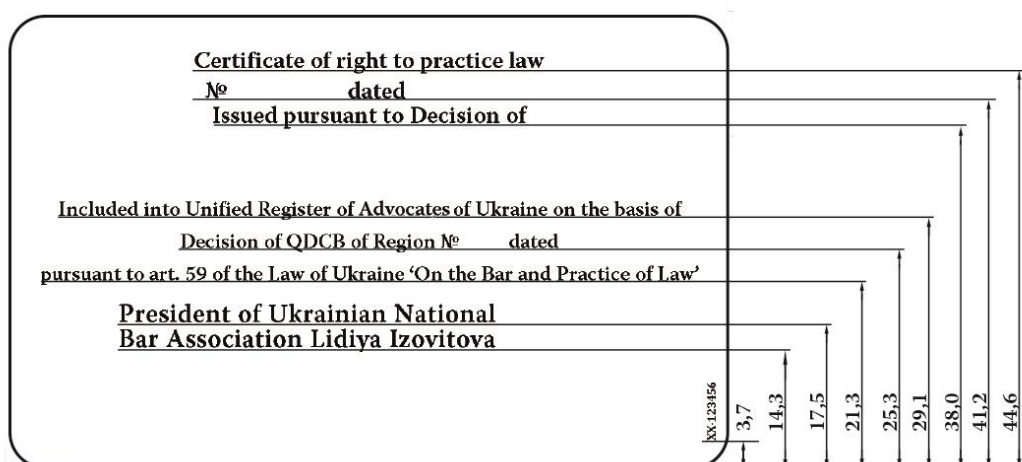 Certificate of right to practice law
№ dated
Issued pursuant to Decision of
Included into Unified Register of Advocates of Ukraine on the basis of
Decision of QDCB of Region № dated
pursuant to art. 59 of the Law of Ukraine ‘On the Bar and Practice of Law’
President of Ukrainian National
Bar Association Lidiya Izovitova
XX-123456
3,7
14,3
17,5
21,3
25,3
29,1
38,0
41,2
44,6